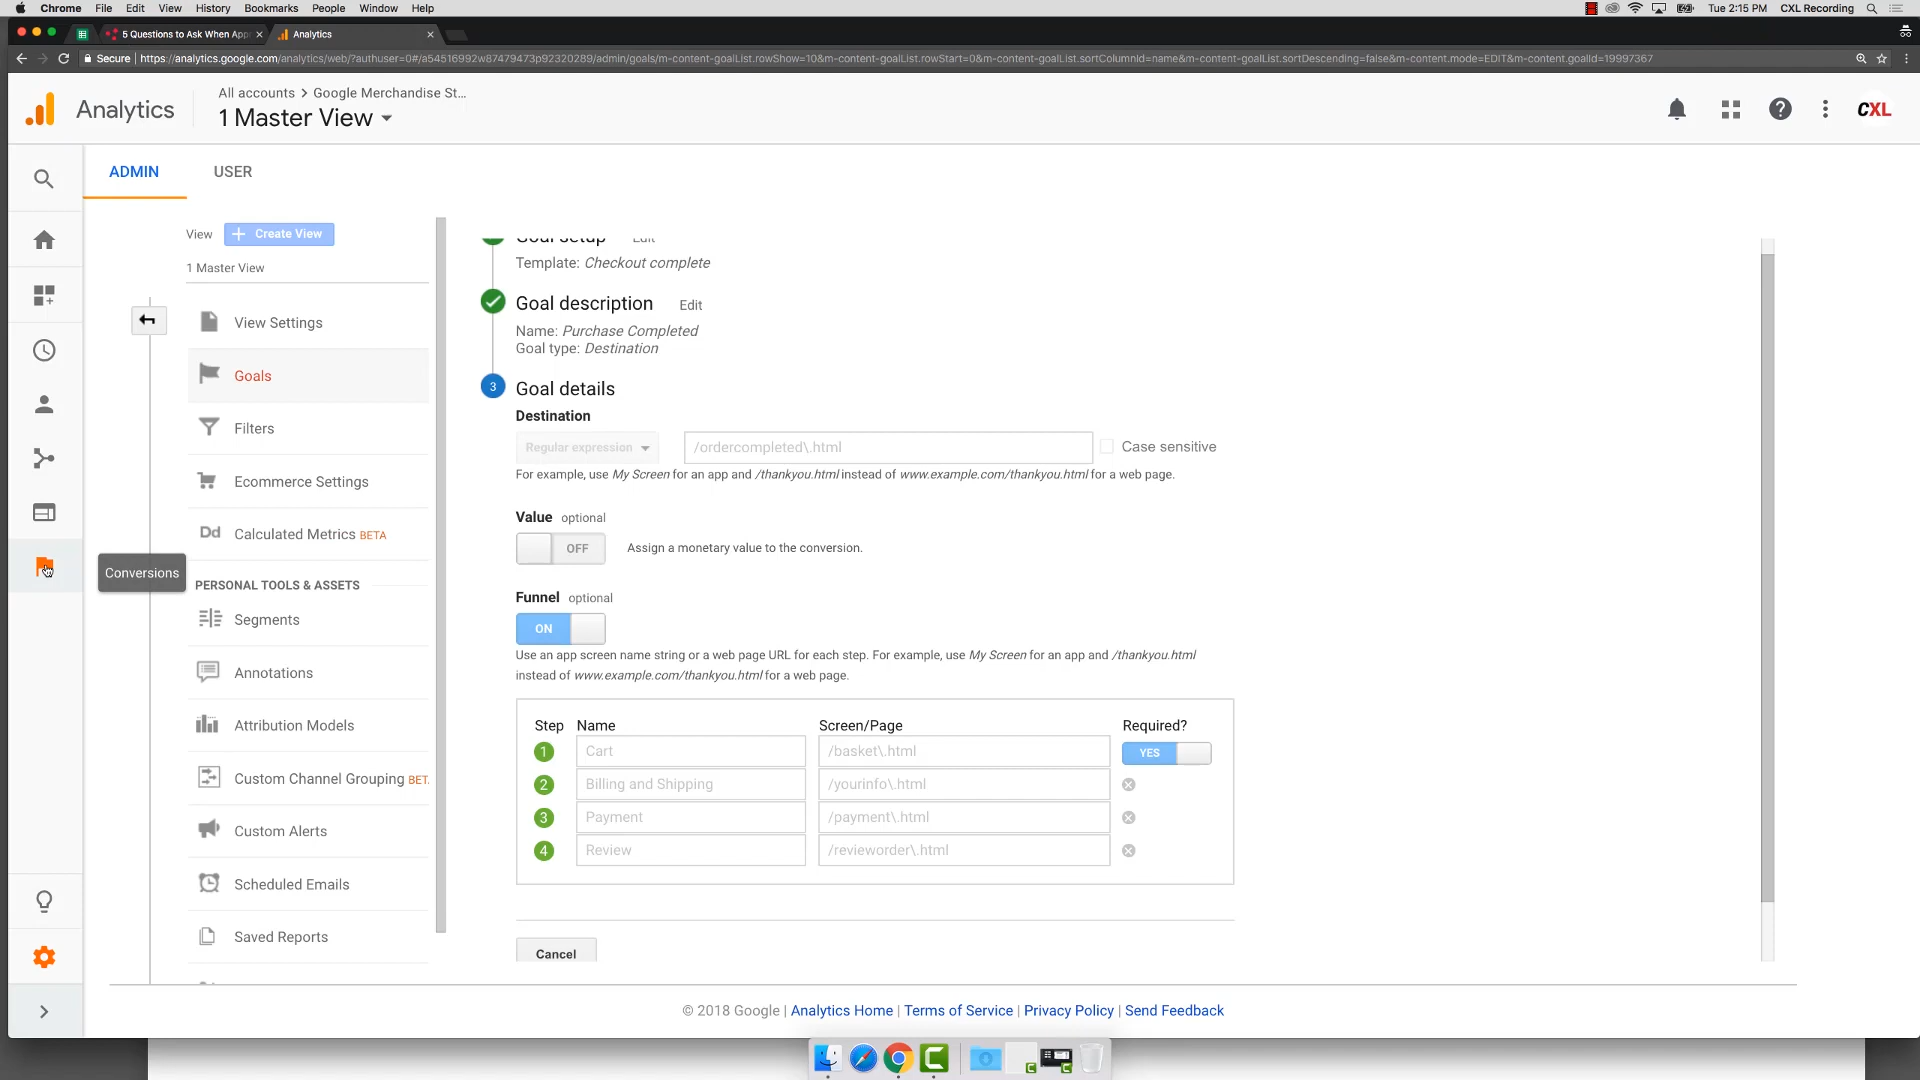 Chrome File Edit View History Bookmarks People Window Help
Tue 2:15 PM CXL Recording
5 Questions to Ask When App
Analytics
Secure https://analytics.google.com/analytics/web/?authuser=0#/a54516992w87479473p92320289/admin/goals/m-content-goalList.rowShow=10&m-content-goalList.rowStart=0&m-content-goalList.sortColumnId=name&m-content-goalList.sortDescending=false&m-content.mode=EDIT&m-content.goalId=19997367
Analytics
All accounts > Google Merchandise St...
1 Master View
CXL
ADMIN USER
View + Create View
1 Master View
View Settings
Goals
Filters
Ecommerce Settings
Dd Calculated Metrics BETA
Conversions
PERSONAL TOOLS & ASSETS
Segments
Annotations
Attribution Models
Custom Channel Grouping BET
Custom Alerts
Scheduled Emails
Saved Reports
Goal setup Edit
Template: Checkout complete
Goal description Edit
Name: Purchase Completed
Goal type: Destination
3 Goal details
Destination
Regular expression /ordercompleted\.html Case sensitive
For example, use My Screen for an app and /thankyou.html instead of www.example.com/thankyou.html for a web page.
Value optional
OFF Assign a monetary value to the conversion.
Funnel optional
ON
Use an app screen name string or a web page URL for each step. For example, use My Screen for an app and /thankyou.html
instead of www.example.com/thankyou.html for a web page.
Step Name Screen/Page Required?
1 Cart /basket\.html YES
2 Billing and Shipping /yourinfo\.html
3 Payment /payment\.html
4 Review /revieworder\.html
Cancel
© 2018 Google | Analytics Home | Terms of Service | Privacy Policy | Send Feedback